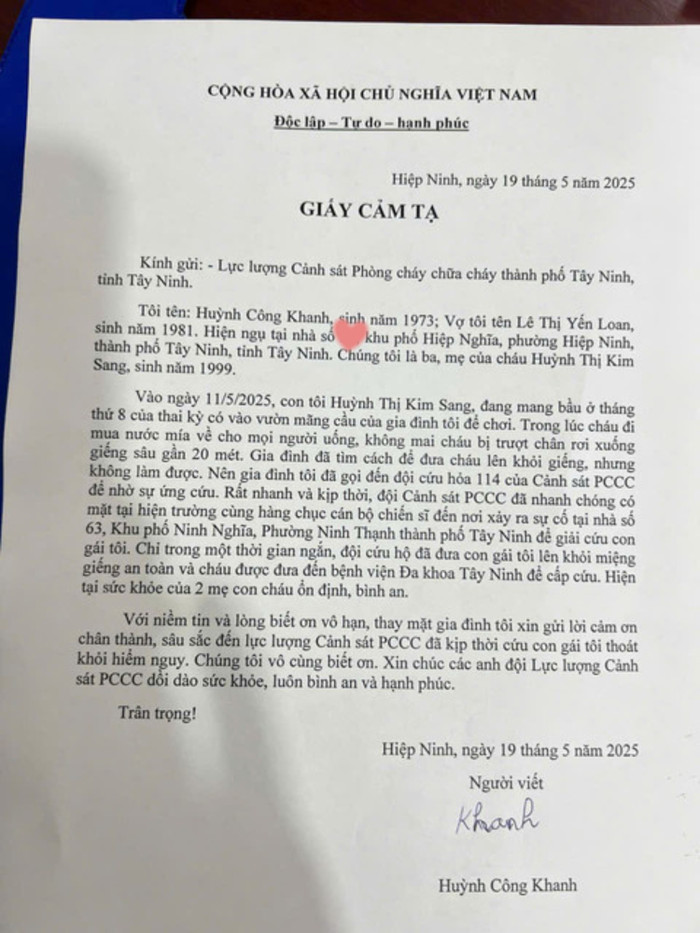 CỘNG HÒA XÃ HỘI CHỦ NGHĨA VIỆT NAM
Độc lập – Tự do – hạnh phúc
Hiệp Ninh, ngày 19 tháng 5 năm 2025
GIẤY CẢM TẠ
Kính gửi: - Lực lượng Cảnh sát Phòng cháy chữa cháy thành phố Tây Ninh,
tỉnh Tây Ninh.
Tôi tên: Huỳnh Công Khanh, sinh năm 1973; Vợ tôi tên Lê Thị Yến Loan,
sinh năm 1981. Hiện ngụ tại nhà số khu phố Hiệp Nghĩa, phường Hiệp Ninh,
thành phố Tây Ninh, tỉnh Tây Ninh. Chúng tôi là ba, mẹ của cháu Huỳnh Thị Kim
Sang, sinh năm 1999.
Vào ngày 11/5/2025, con tôi Huỳnh Thị Kim Sang, đang mang bầu ở tháng
thứ 8 của thai kỳ có vào vườn mãng cầu của gia đình tôi để chơi. Trong lúc cháu đi
mua nước mía về cho mọi người uống, không mai cháu bị trượt chân rơi xuống
giếng sâu gần 20 mét. Gia đình đã tìm cách để đưa cháu lên khỏi giếng, nhưng
không làm được. Nên gia đình tôi đã gọi đến đội cứu hỏa 114 của Cảnh sát PCCC
để nhờ sự ứng cứu. Rất nhanh và kịp thời, đội Cảnh sát PCCC đã nhanh chóng có
mặt tại hiện trường cùng hàng chục cán bộ chiến sĩ đến nơi xảy ra sự cố tại nhà số
63, Khu phố Ninh Nghĩa, Phường Ninh Thạnh thành phố Tây Ninh để giải cứu con
gái tôi. Chỉ trong một thời gian ngắn, đội cứu hộ đã đưa con gái tôi lên khỏi miệng
giếng an toàn và cháu được đưa đến bệnh viện Đa khoa Tây Ninh để cấp cứu. Hiện
tại sức khỏe của 2 mẹ con cháu ổn định, bình an.
Với niềm tin và lòng biết ơn vô hạn, thay mặt gia đình tôi xin gửi lời cảm ơn
chân thành, sâu sắc đến lực lượng Cảnh sát PCCC đã kịp thời cứu con gái tôi thoát
khỏi hiểm nguy. Chúng tôi vô cùng biết ơn. Xin chúc các anh đội Lực lượng Cảnh
sát PCCC dồi dào sức khỏe, luôn bình an và hạnh phúc.
Trân trọng!
Hiệp Ninh, ngày 19 tháng 5 năm 2025
Người viết
Khanh
Huỳnh Công Khanh